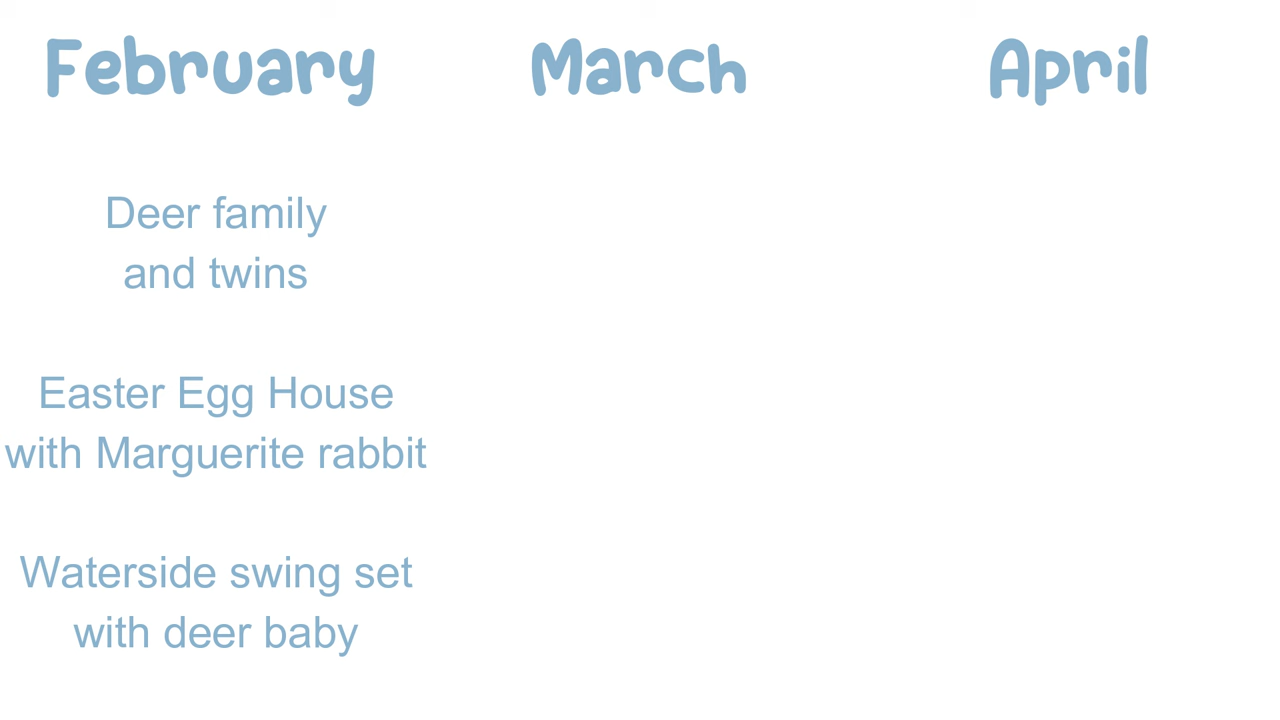 February March April
Deer family
and twins
Easter Egg House
with Marguerite rabbit
Waterside swing set
with deer baby